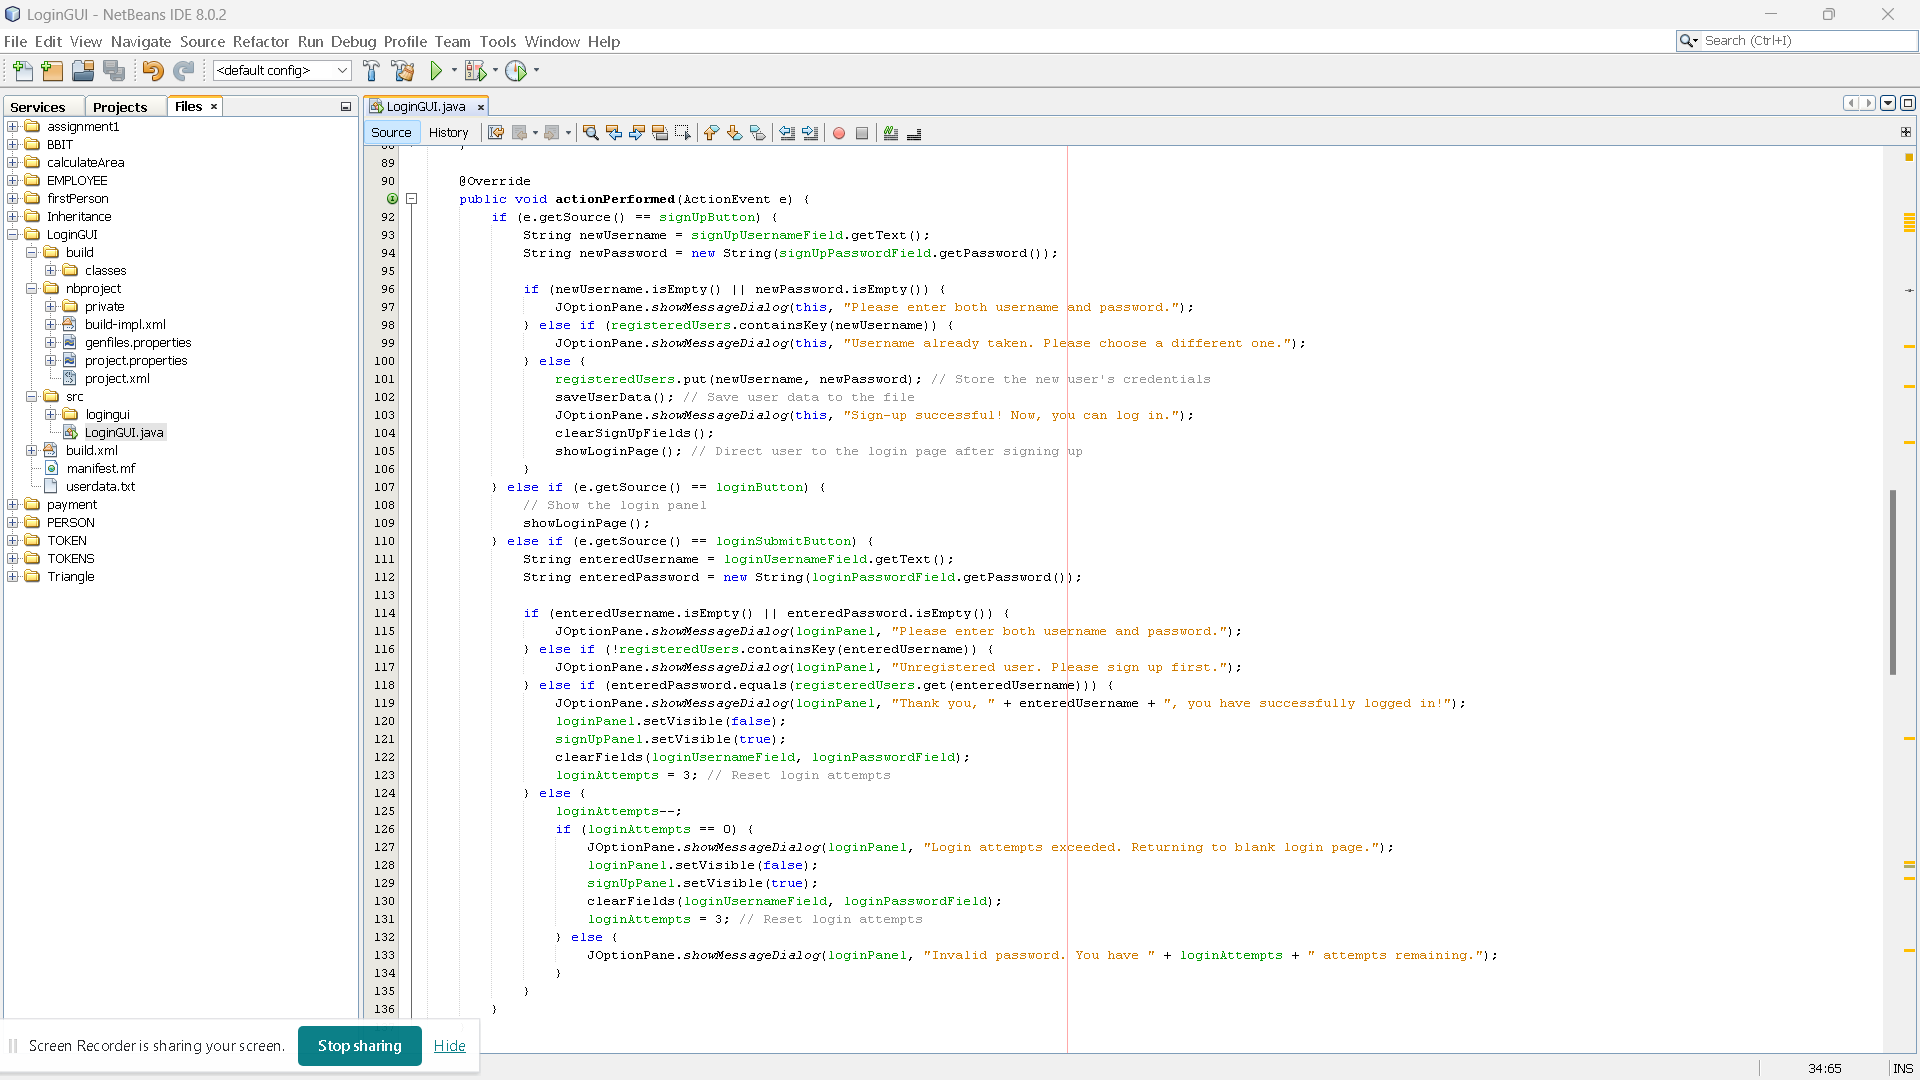 LoginGUI - NetBeans IDE 8.0.2
File Edit View Navigate Source Refactor Run Debug Profile Team Tools Window Help
Search (Ctrl+I)
<default config>
Services Projects Files
LoginGUI.java
Source History
assignment1
BBIT
calculateArea
EMPLOYEE
firstPerson
Inheritance
LoginGUI
build
classes
nbproject
private
build-impl.xml
genfiles.properties
project.properties
project.xml
src
logingui
LoginGUI.java
build.xml
manifest.mf
userdata.txt
payment
PERSON
TOKEN
TOKENS
Triangle
88 }
89
90 @Override
public void actionPerformed(ActionEvent e) {
92 if (e.getSource() == signUpButton) {
93 String newUsername = signUpUsernameField.getText();
94 String newPassword = new String(signUpPasswordField.getPassword());
95
96 if (newUsername.isEmpty() || newPassword.isEmpty()) {
97 JOptionPane.showMessageDialog(this, "Please enter both username and password.");
98 } else if (registeredUsers.containsKey(newUsername)) {
99 JOptionPane.showMessageDialog(this, "Username already taken. Please choose a different one.");
100 } else {
101 registeredUsers.put(newUsername, newPassword); // Store the new user's credentials
102 saveUserData(); // Save user data to the file
103 JOptionPane.showMessageDialog(this, "Sign-up successful! Now, you can log in.");
104 clearSignUpFields();
105 showLoginPage(); // Direct user to the login page after signing up
106 }
107 } else if (e.getSource() == loginButton) {
108 // Show the login panel
109 showLoginPage();
110 } else if (e.getSource() == loginSubmitButton) {
111 String enteredUsername = loginUsernameField.getText();
112 String enteredPassword = new String(loginPasswordField.getPassword());
113
114 if (enteredUsername.isEmpty() || enteredPassword.isEmpty()) {
115 JOptionPane.showMessageDialog(loginPanel, "Please enter both username and password.");
116 } else if (!registeredUsers.containsKey(enteredUsername)) {
117 JOptionPane.showMessageDialog(loginPanel, "Unregistered user. Please sign up first.");
118 } else if (enteredPassword.equals(registeredUsers.get(enteredUsername))) {
119 JOptionPane.showMessageDialog(loginPanel, "Thank you, " + enteredUsername + ", you have successfully logged in!");
120 loginPanel.setVisible(false);
121 signUpPanel.setVisible(true);
122 clearFields(loginUsernameField, loginPasswordField);
123 loginAttempts = 3; // Reset login attempts
124 } else {
125 loginAttempts--;
126 if (loginAttempts == 0) {
127 JOptionPane.showMessageDialog(loginPanel, "Login attempts exceeded. Returning to blank login page.");
128 loginPanel.setVisible(false);
129 signUpPanel.setVisible(true);
130 clearFields(loginUsernameField, loginPasswordField);
131 loginAttempts = 3; // Reset login attempts
132 } else {
133 JOptionPane.showMessageDialog(loginPanel, "Invalid password. You have " + loginAttempts + " attempts remaining.");
134 }
135 }
136 }
Screen Recorder is sharing your screen. Stop sharing Hide
34:65 INS